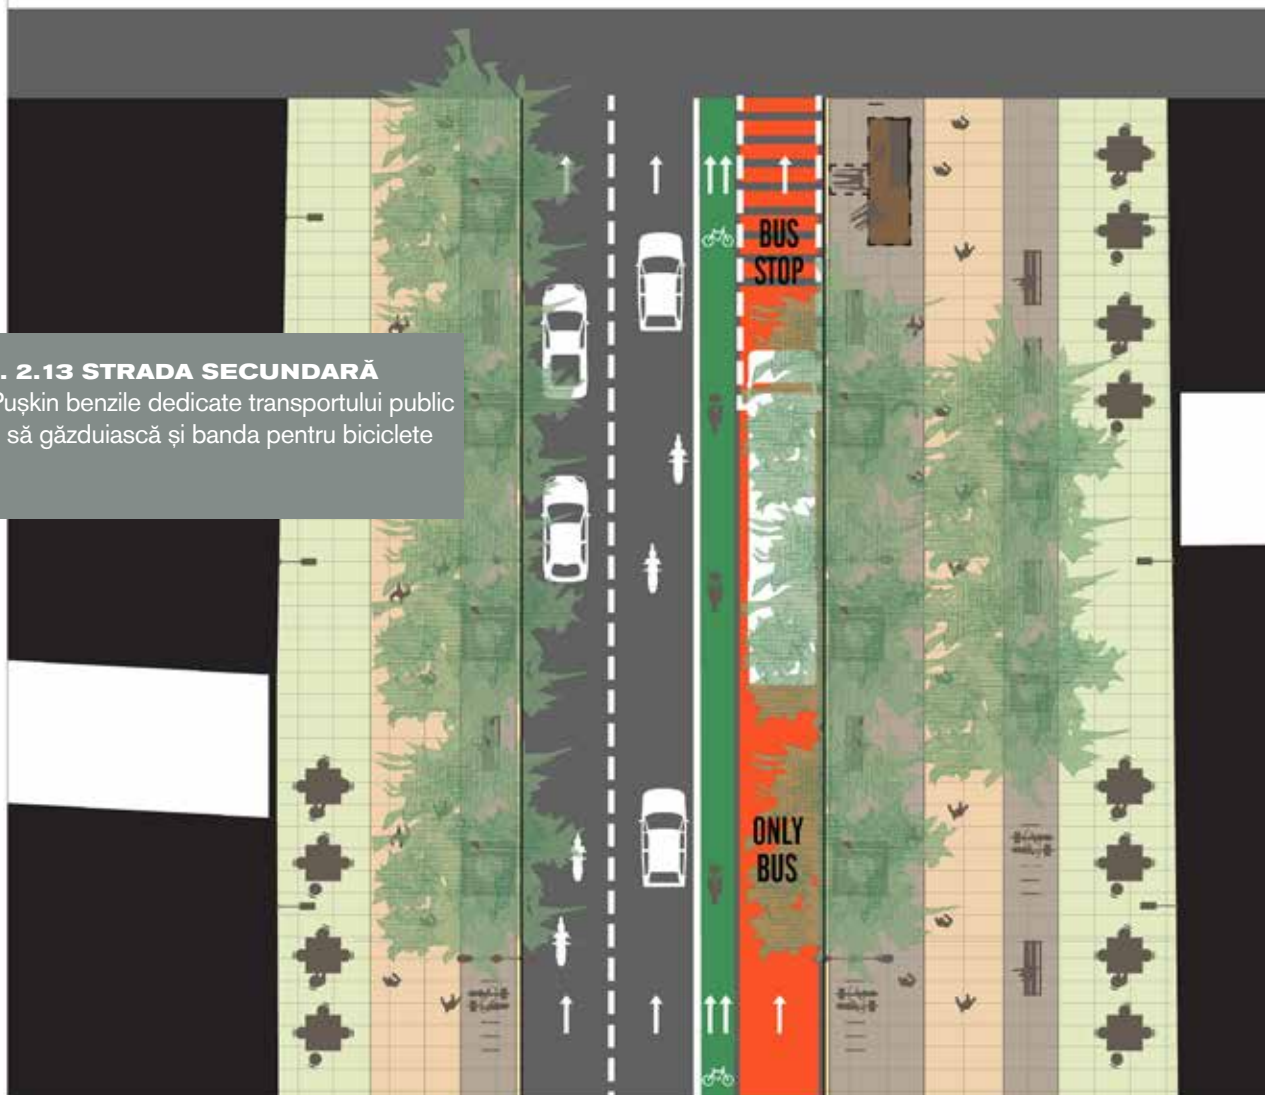 . 2.13 STRADA SECUNDARĂ
Pușkin benzile dedicate transportului public
să găzduiască și banda pentru biciclete
BUS
STOP
ONLY
BUS